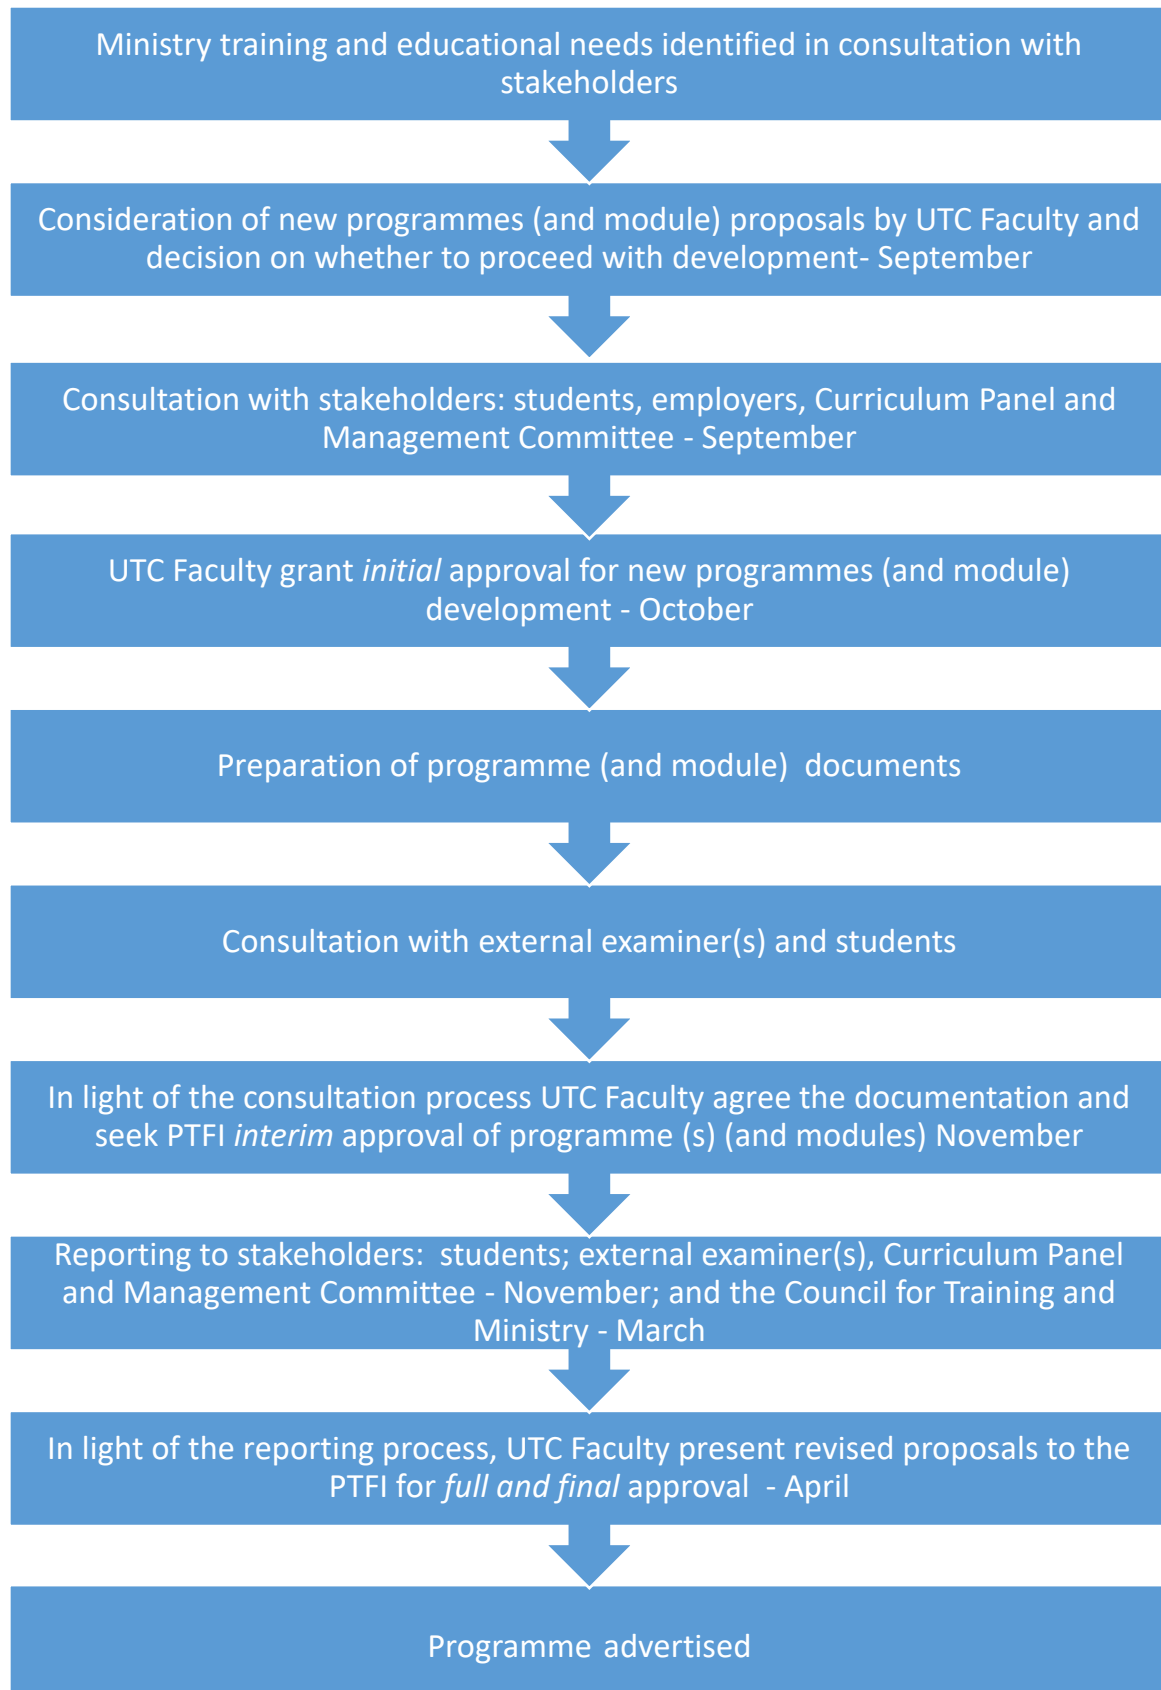 Ministry training and educational needs identified in consultation with
stakeholders
Consideration of new programmes (and module) proposals by UTC Faculty and
decision on whether to proceed with development- September
Consultation with stakeholders: students, employers, Curriculum Panel and
Management Committee - September
UTC Faculty grant initial approval for new programmes (and module)
development - October
Preparation of programme (and module) documents
Consultation with external examiner(s) and students
In light of the consultation process UTC Faculty agree the documentation and
seek PTFI interim approval of programme (s) (and modules) November
Reporting to stakeholders: students; external examiner(s), Curriculum Panel
and Management Committee - November; and the Council for Training and
Ministry - March
In light of the reporting process, UTC Faculty present revised proposals to the
PTFI for full and final approval - April
Programme advertised